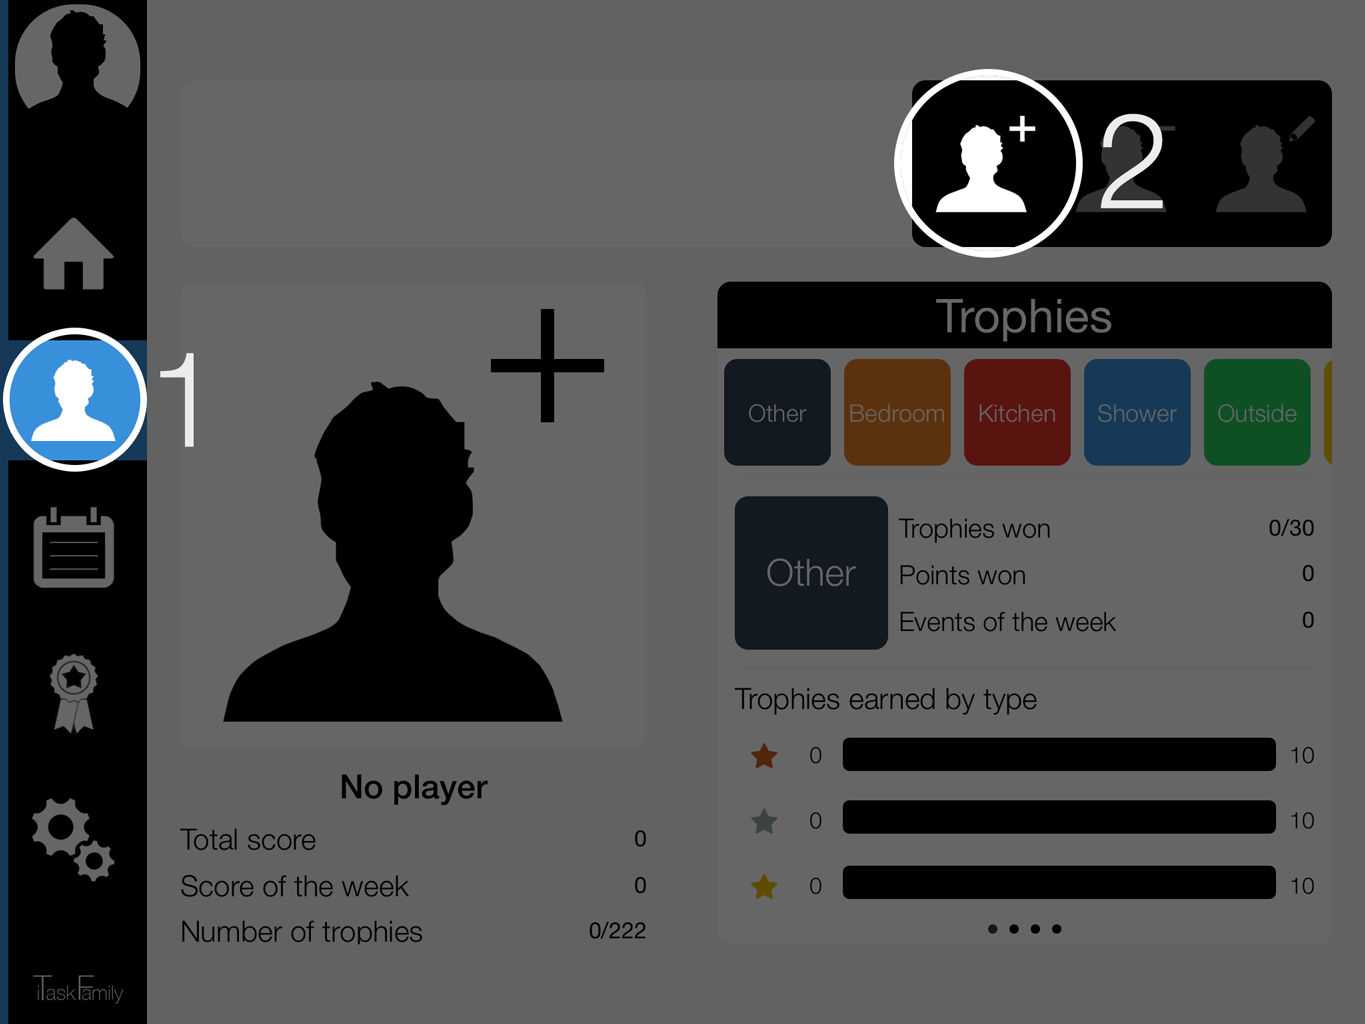 2
1
Trophies
Other
Bedroom
Kitchen
Shower
Outside
Other
Trophies won 0/30
Points won 0
Events of the week 0
Trophies earned by type
0 10
0 10
0 10
No player
Total score 0
Score of the week 0
Number of trophies 0/222
iTaskFamily